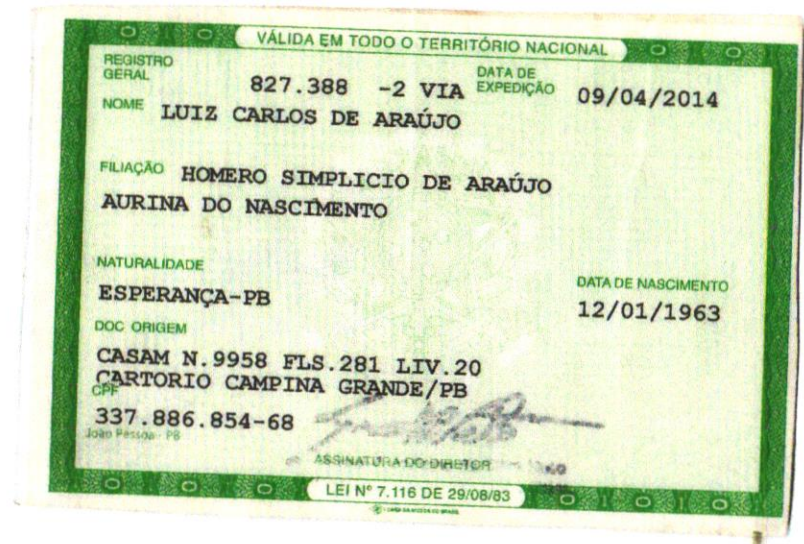 VÁLIDA EM TODO O TERRITÓRIO NACIONAL
REGISTRO GERAL 827.388 -2 VIA DATA DE EXPEDIÇÃO 09/04/2014
NOME LUIZ CARLOS DE ARAÚJO
FILIAÇÃO HOMERO SIMPLICIO DE ARAÚJO
AURINA DO NASCIMENTO
NATURALIDADE
ESPERANÇA-PB
DATA DE NASCIMENTO
12/01/1963
DOC ORIGEM
CASAM N.9958 FLS.281 LIV.20
CARTORIO CAMPINA GRANDE/PB
CPF
337.886.854-68
João Pessoa - PB
ASSINATURA DO DIRETOR
LEI Nº 7.116 DE 29/08/83